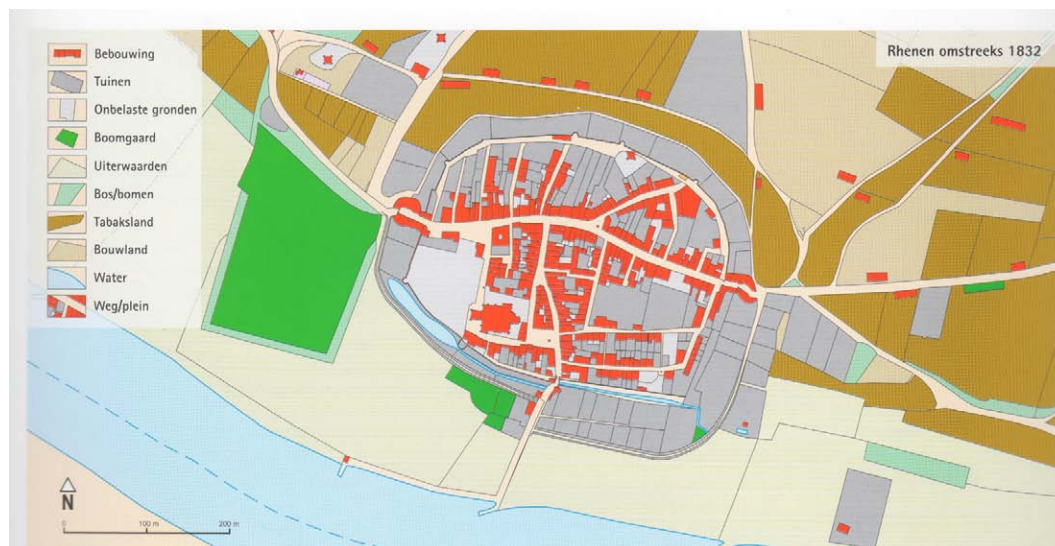 Rhenen omstreeks 1832
Bebouwing
Tuinen
Onbelaste gronden
Boomgaard
Uiterwaarden
Bos/bomen
Tabaksland
Bouwland
Water
Weg/plein
N
0 100 m 200 m